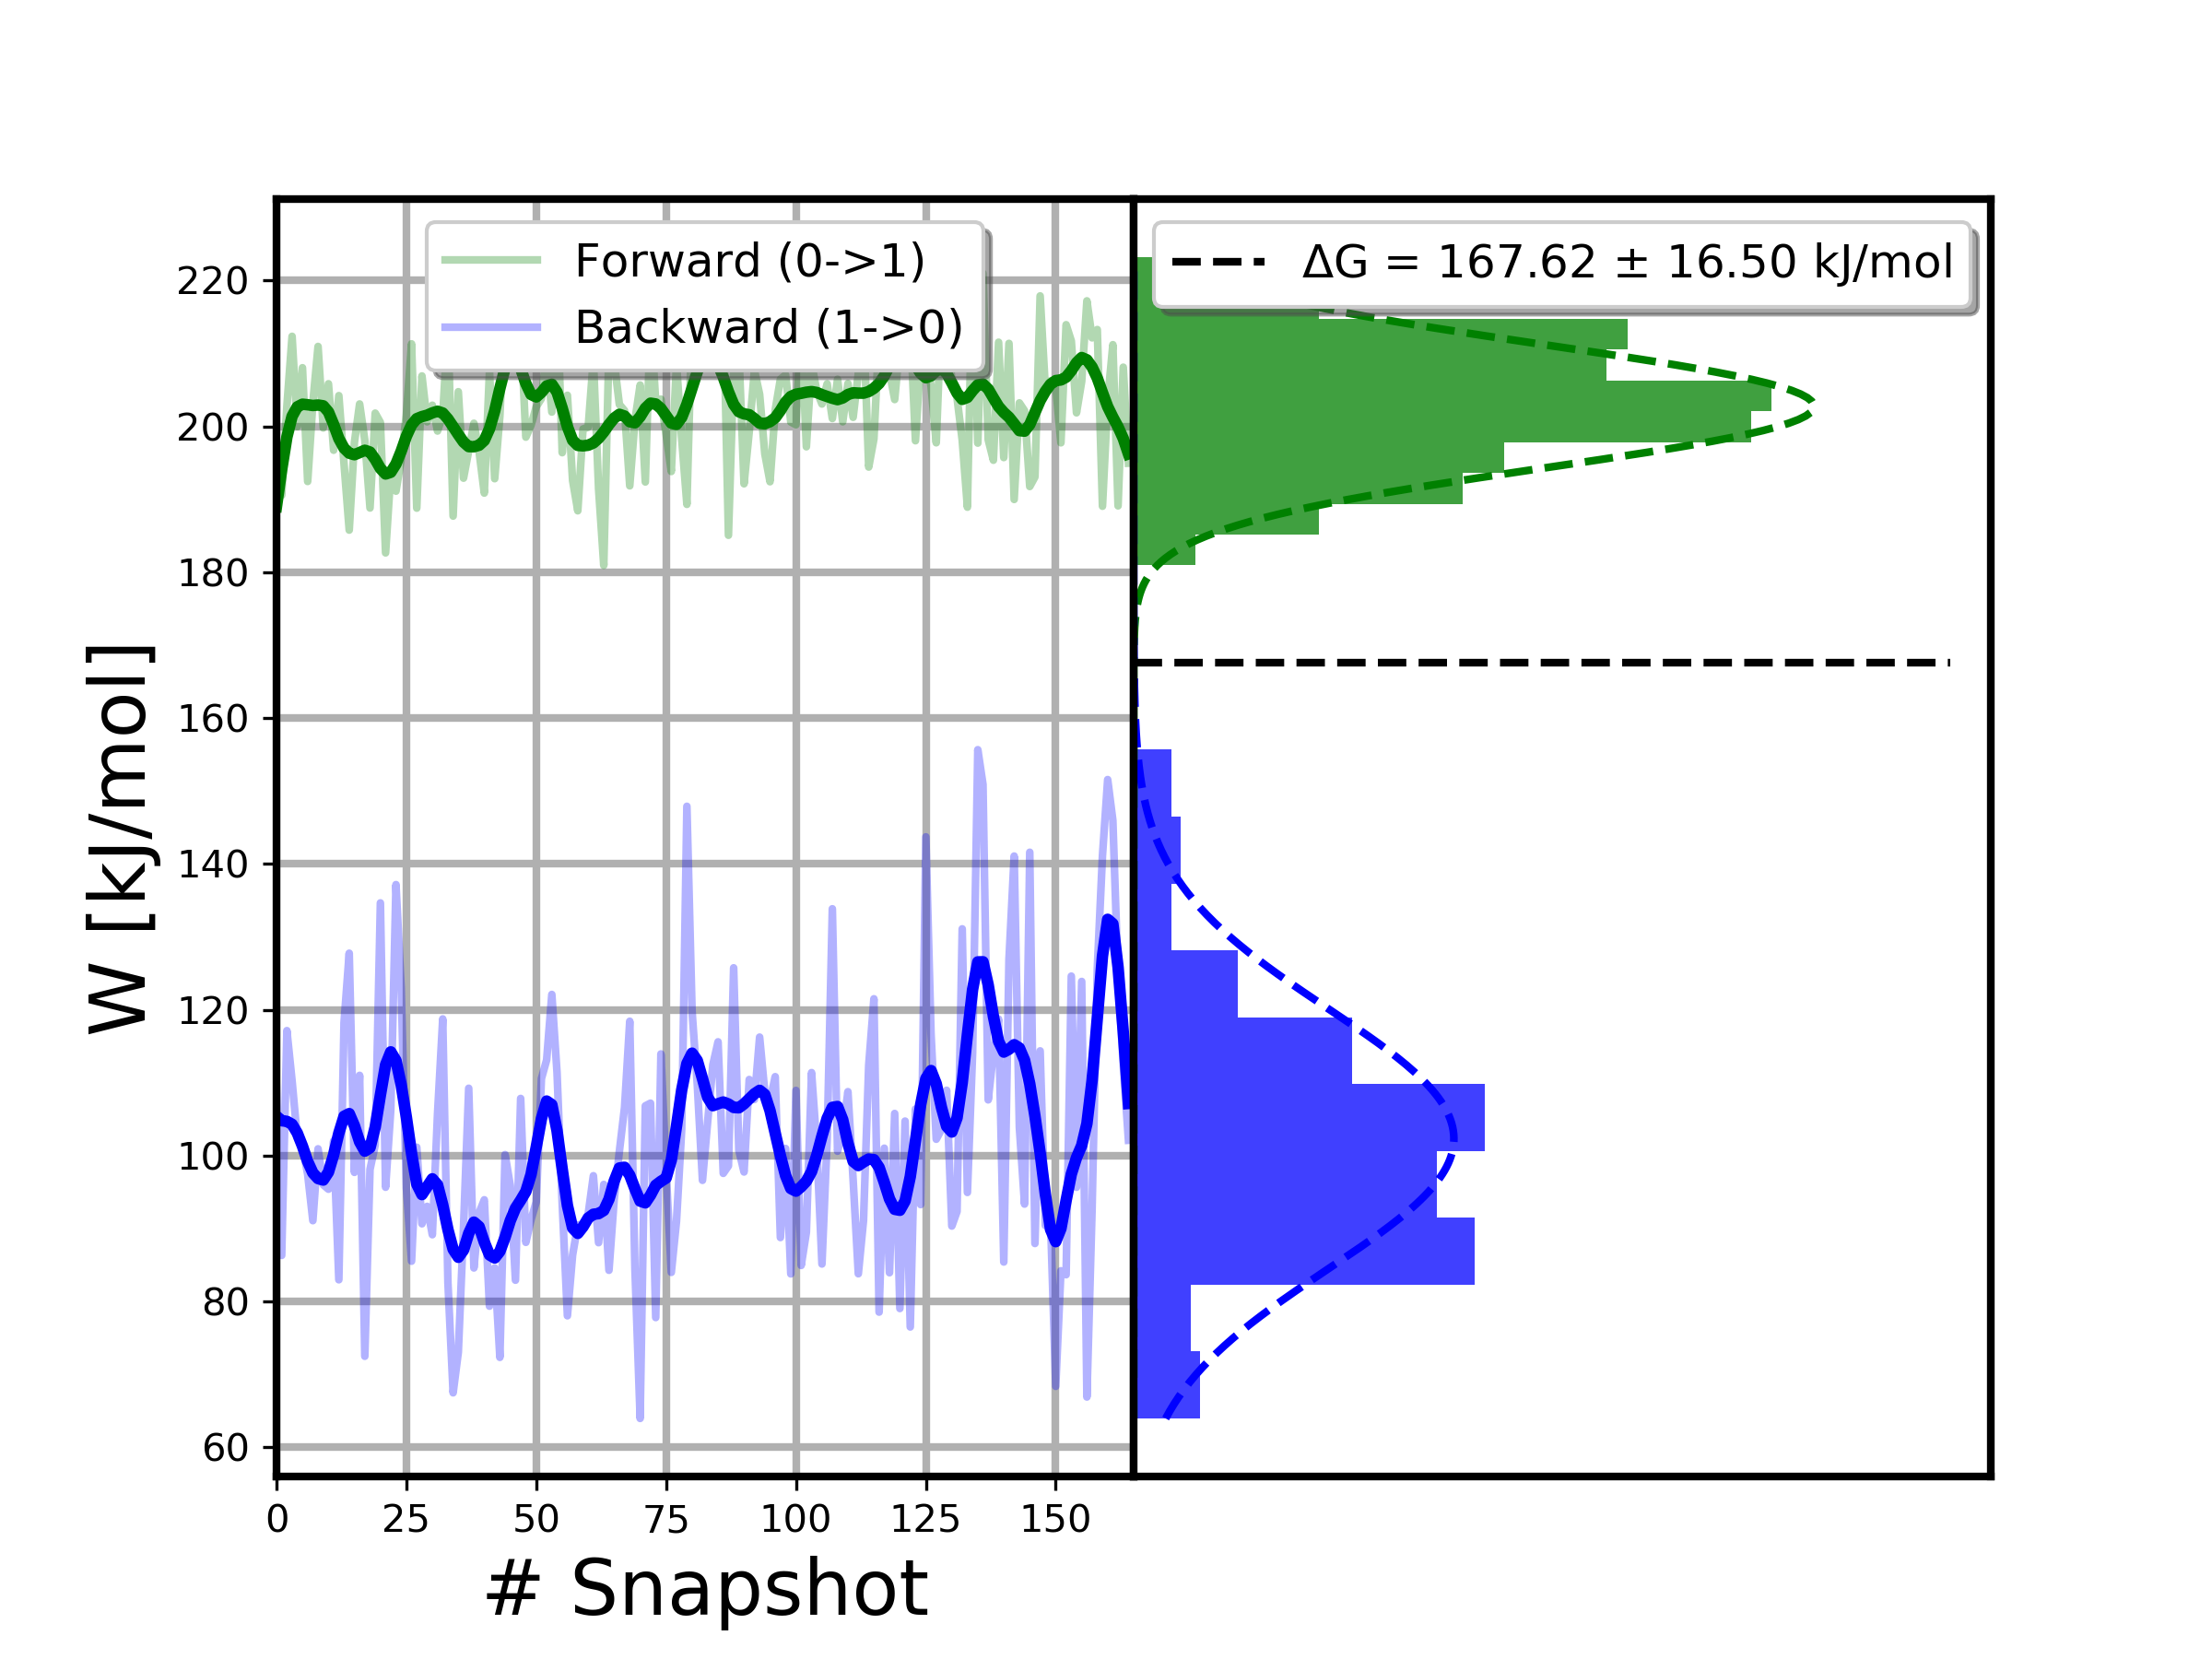 Forward (0->1)
Backward (1->0)
ΔG = 167.62 ± 16.50 kJ/mol
W [kJ/mol]
220
200
180
160
140
120
100
80
60
0 25 50 75 100 125 150
# Snapshot